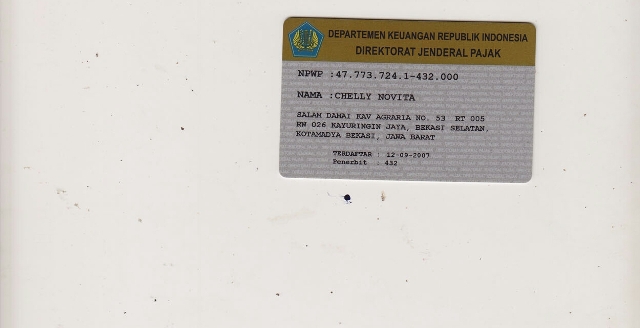 DEPARTEMEN KEUANGAN REPUBLIK INDONESIA
DIREKTORAT JENDERAL PAJAK
NPWP :47.773.724.1-432.000
NAMA :CHELLY NOVITA
SALAM DAMAI KAV AGRARIA NO. 53 RT 005
RW 026 KAYURINGIN JAYA, BEKASI SELATAN,
KOTAMADYA BEKASI, JAWA BARAT
TERDAFTAR : 12-09-2007
Penerbit : 432